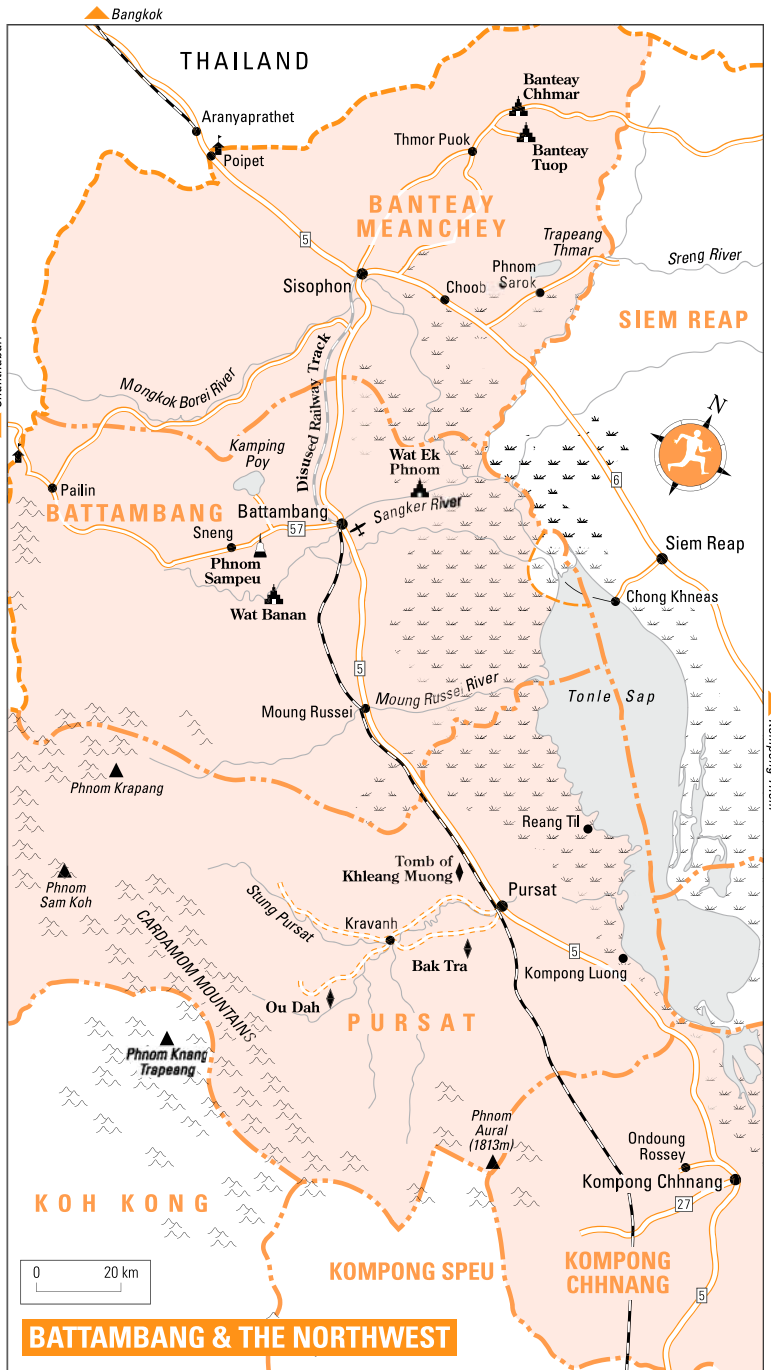 Bangkok
THAILAND
Aranyaprathet
Poipet
Banteay
Chhmar
Thmor Puok
Banteay
Tuop
BANTEAY
MEANCHEY
5
Trapeang
Thmar
Sreng River
Phnom
Sarok
Sisophon
Choob
SIEM REAP
Disused Railway Track
Mongkok Borei River
N
Kamping
Poy
Wat Ek
Phnom
6
Pailin
BATTAMBANG
Battambang
Sangker River
57
Sneng
Phnom
Sampeu
Siem Reap
Wat Banan
Chong Khneas
5
Moung Russei River
Moung Russei
Tonle Sap
Phnom Krapang
Reang Til
Tomb of
Khleang Muong
Phnom
Sam Koh
Pursat
Stung Pursat
Kravanh
CARDAMOM MOUNTAINS
Bak Tra
5
Kompong Luong
Ou Dah
PURSAT
Phnom Knang
Trapeang
Phnom
Aural
(1813m)
Ondoung
Rossey
Kompong Chhnang
KOH KONG
27
KOMPONG SPEU
KOMPONG
CHHNANG
0 20 km
5
BATTAMBANG & THE NORTHWEST